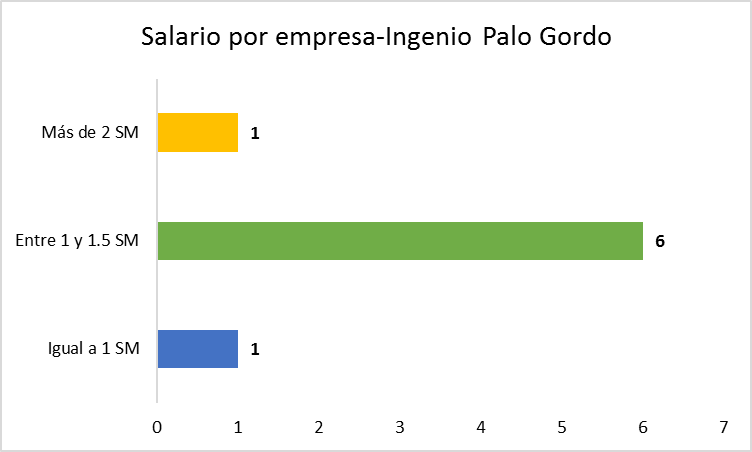 Salario por empresa-Ingenio Palo Gordo
Más de 2 SM
1
Entre 1 y 1.5 SM
6
Igual a 1 SM
1
0 1 2 3 4 5 6 7